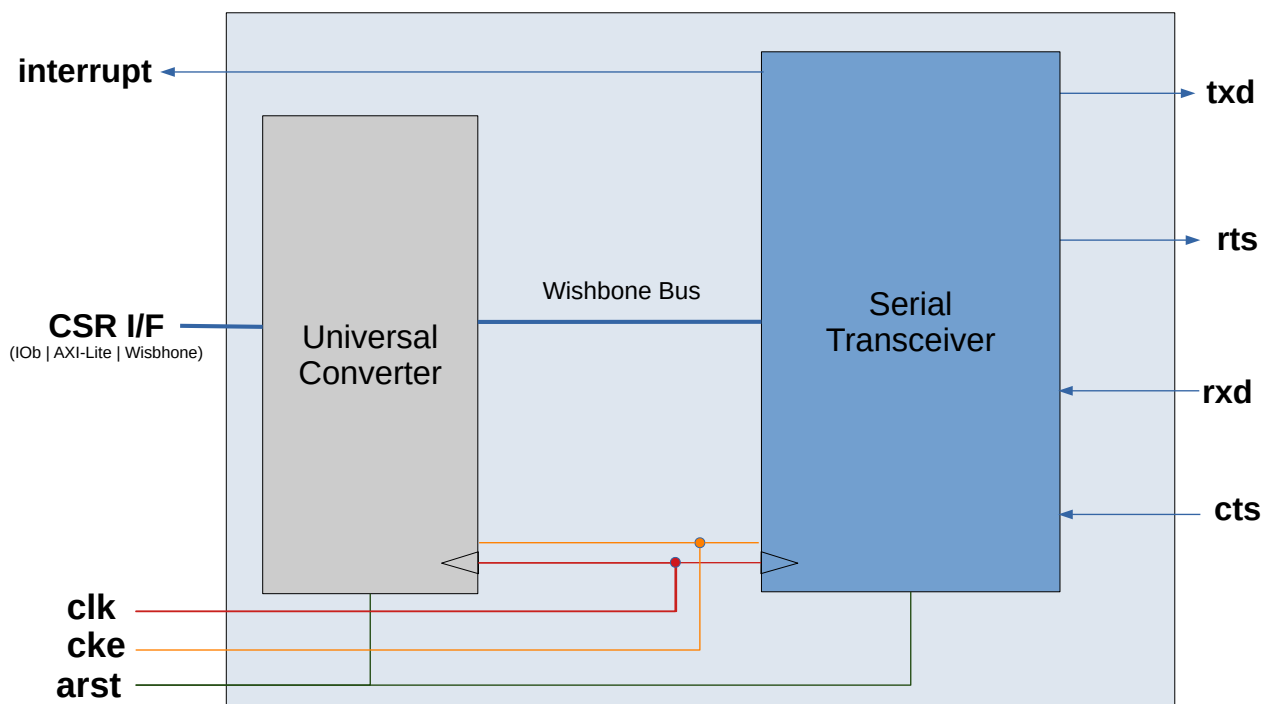 interrupt
txd
rts
Wishbone Bus
Serial
Transceiver
CSR I/F
(IOb | AXI-Lite | Wisbhone)
Universal
Converter
rxd
cts
clk
cke
arst